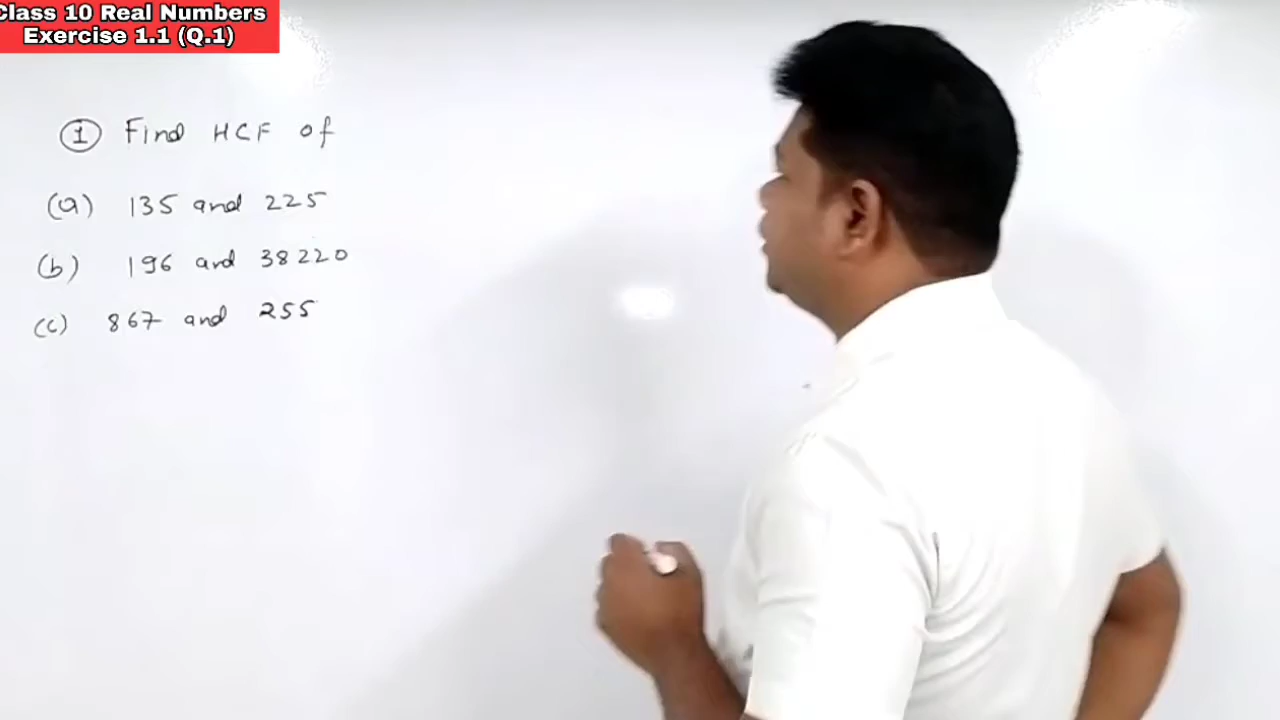 Class 10 Real Numbers
Exercise 1.1 (Q.1)
1 Find HCF of
(a) 135 and 225
(b) 196 and 38220
(c) 867 and 255